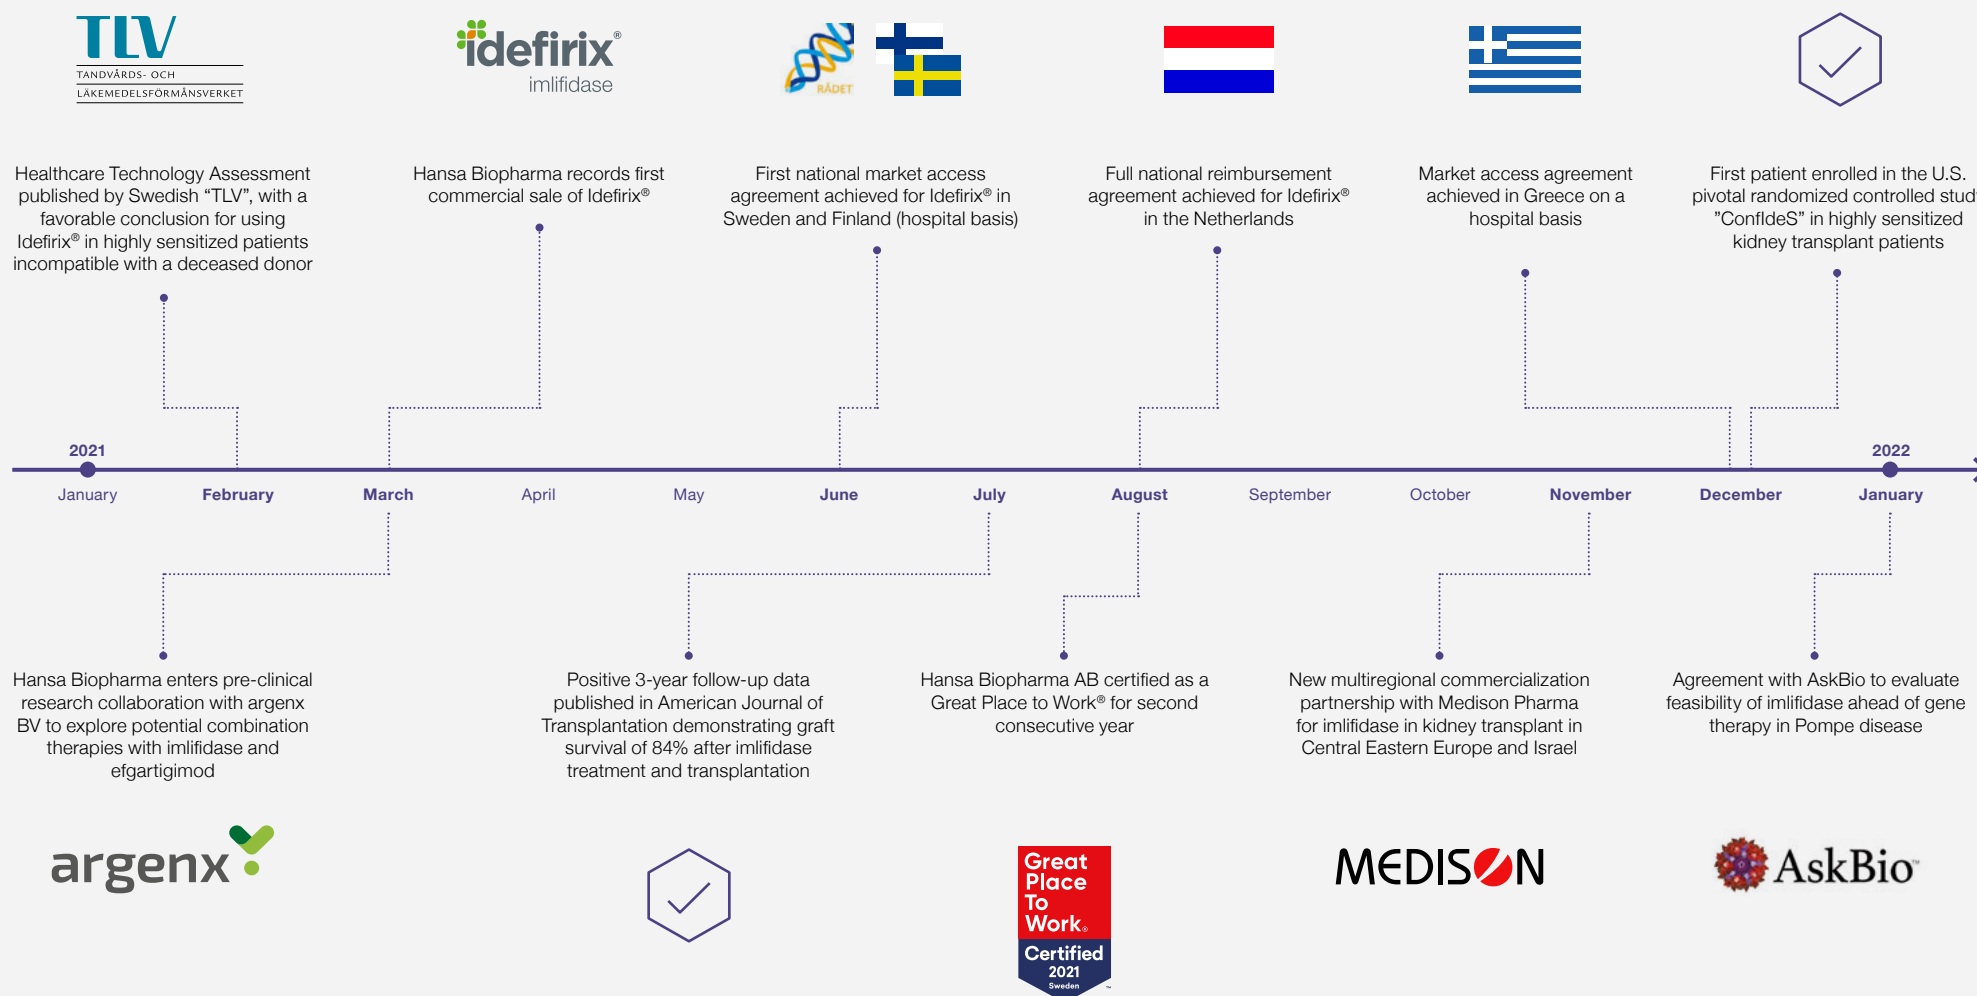 TLV
TANDVÅRDS- OCH
LÄKEMEDELSFÖRMÅNSVERKET
idefirix®
imlifidase
RÅDET
Healthcare Technology Assessment
published by Swedish “TLV”, with a
favorable conclusion for using
Idefirix® in highly sensitized patients
incompatible with a deceased donor
Hansa Biopharma records first
commercial sale of Idefirix®
First national market access
agreement achieved for Idefirix® in
Sweden and Finland (hospital basis)
Full national reimbursement
agreement achieved for Idefirix®
in the Netherlands
Market access agreement
achieved in Greece on a
hospital basis
First patient enrolled in the U.S.
pivotal randomized controlled study
”ConfIdeS” in highly sensitized
kidney transplant patients
2021
2022
January
February
March
April
May
June
July
August
September
October
November
December
January
Hansa Biopharma enters pre-clinical
research collaboration with argenx
BV to explore potential combination
therapies with imlifidase and
efgartigimod
Positive 3-year follow-up data
published in American Journal of
Transplantation demonstrating graft
survival of 84% after imlifidase
treatment and transplantation
Hansa Biopharma AB certified as a
Great Place to Work® for second
consecutive year
New multiregional commercialization
partnership with Medison Pharma
for imlifidase in kidney transplant in
Central Eastern Europe and Israel
Agreement with AskBio to evaluate
feasibility of imlifidase ahead of gene
therapy in Pompe disease
argenx
Great
Place
To
Work®
Certified
2021
Sweden
MEDISON
AskBio™